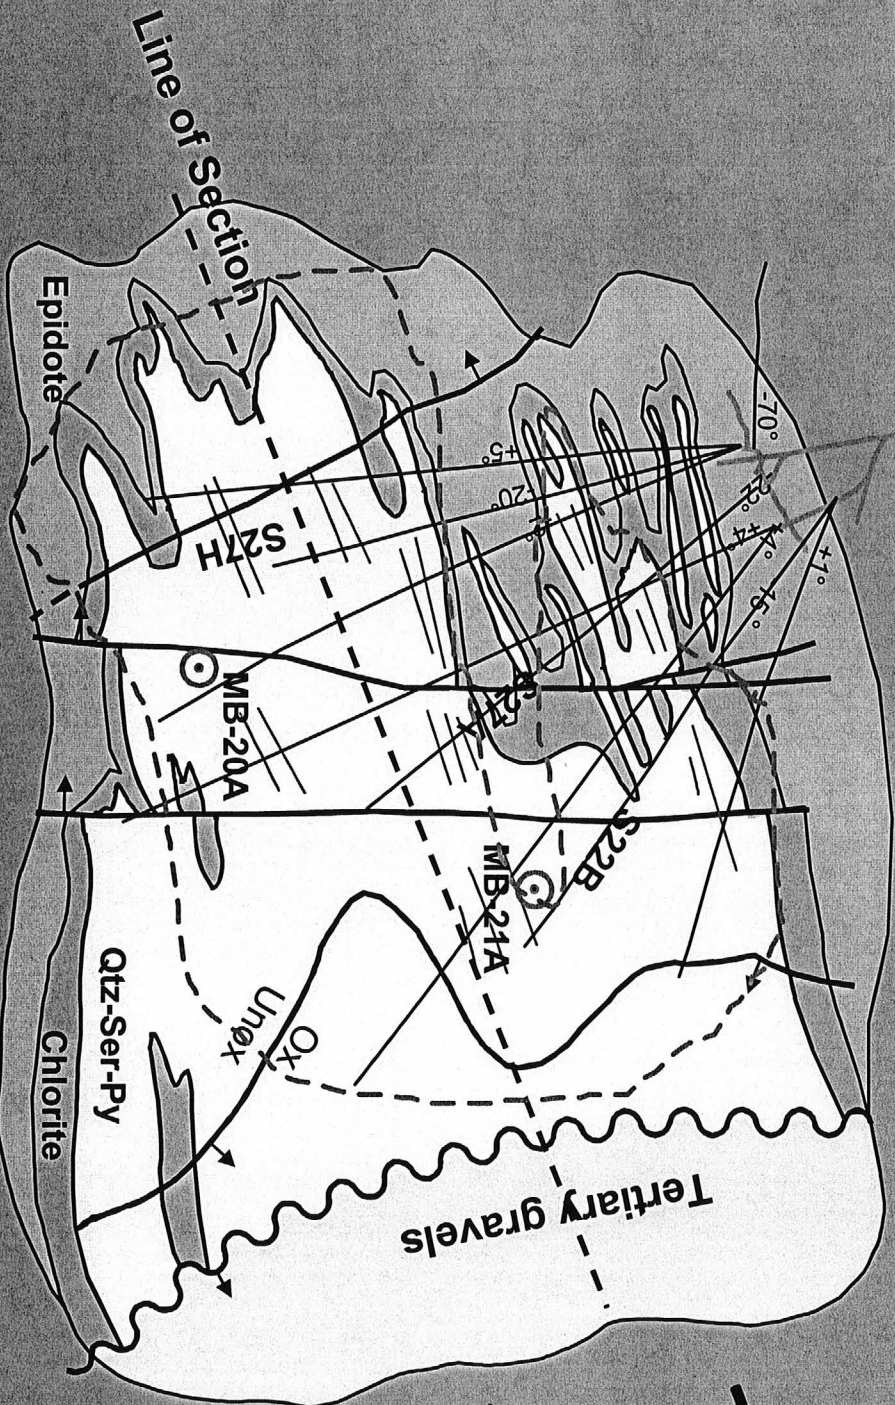 Line of Section
Epidote
-70°
+5°
-20°
-22°
+4°
+1°
S27H
MB-20A
S22B
MB-21A
Qtz-Ser-Py
Unox
Ox
Chlorite
Tertiary gravels